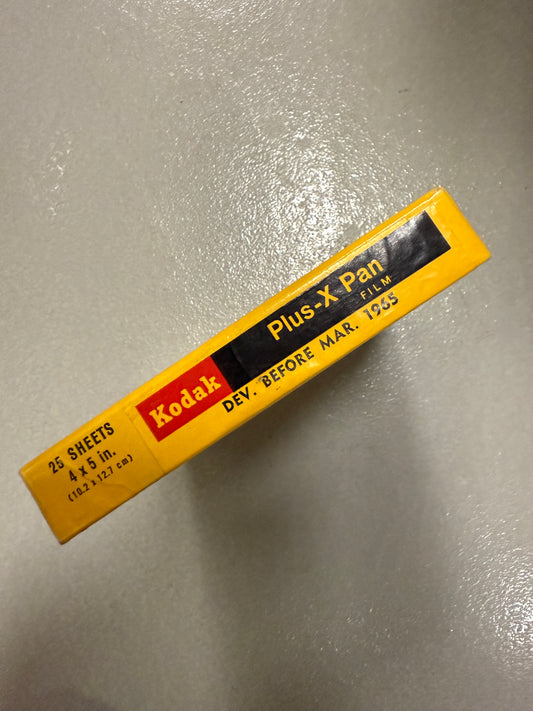 25 SHEETS
4 x 5 in.
(10.2 x 12.7 cm)
Kodak
Plus-X Pan
FILM
DEV. BEFORE MAR. 1965